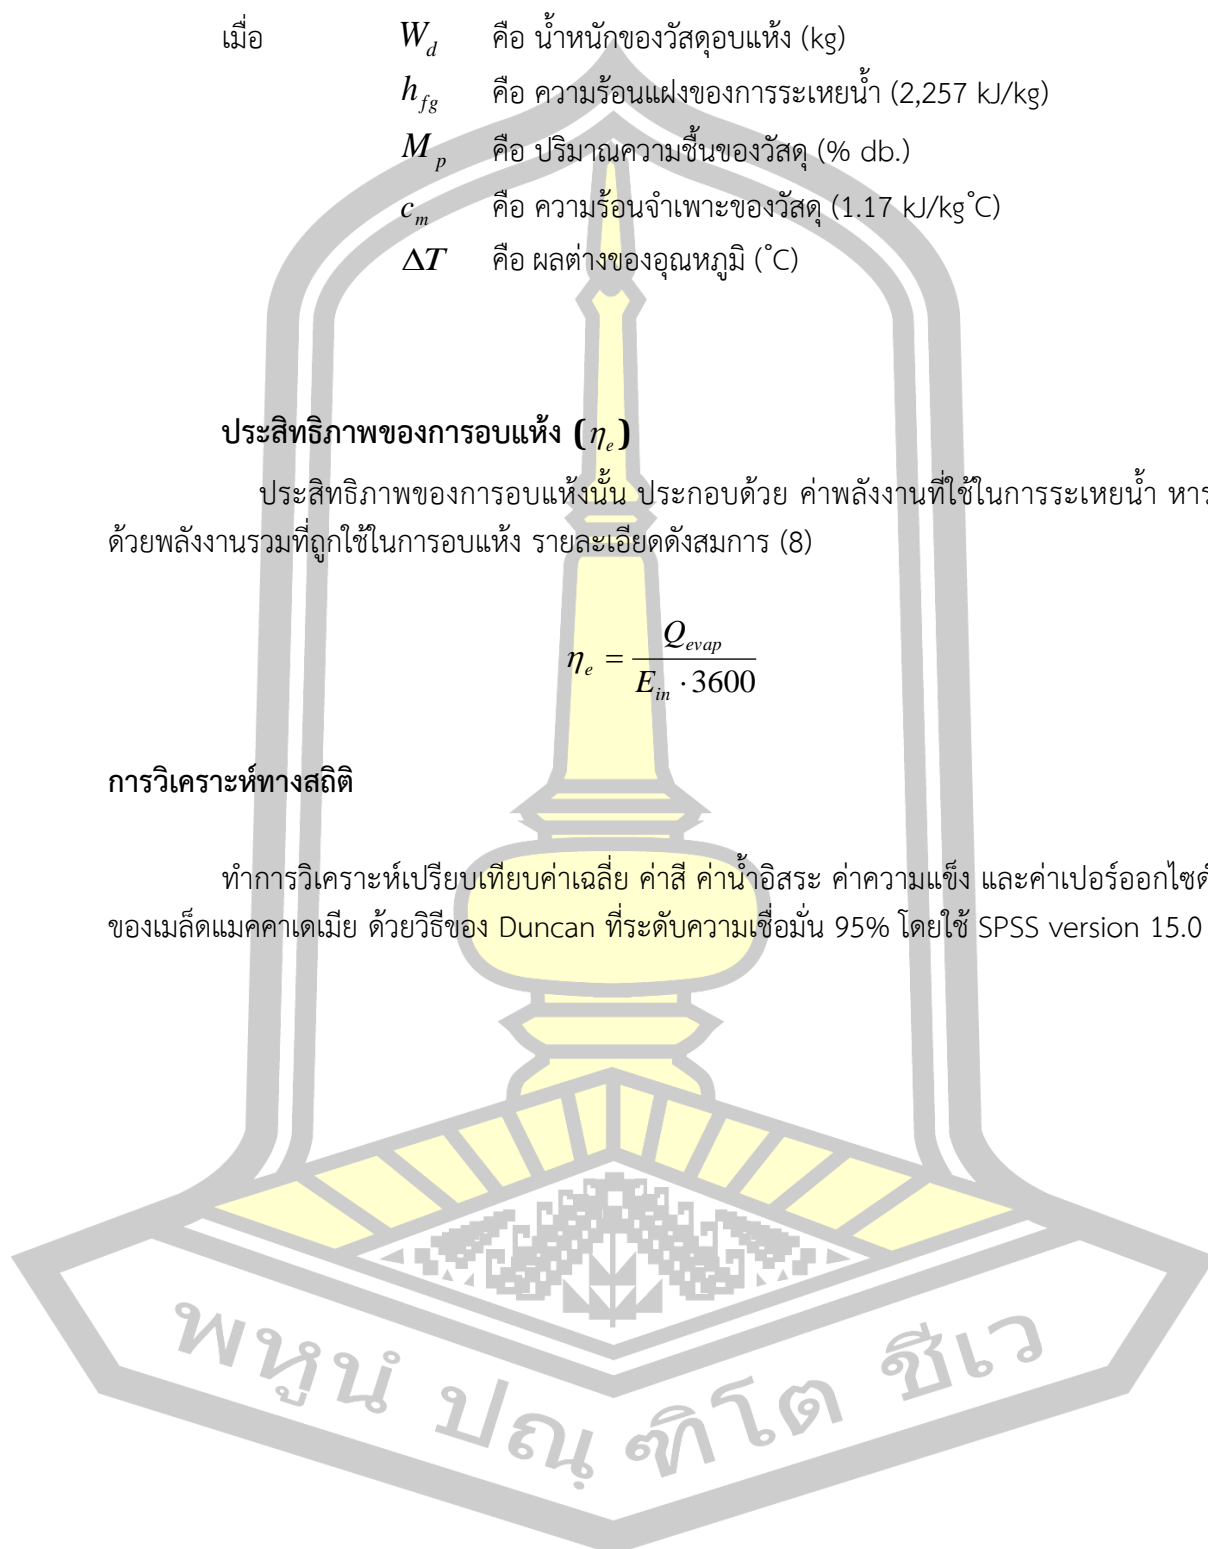 เมื่อ W_d คือ น้ำหนักของวัสดุอบแห้ง (kg)
h_{fg} คือ ความร้อนแฝงของการระเหยน้ำ (2,257 kJ/kg)
M_p คือ ปริมาณความชื้นของวัสดุ (% db.)
c_m คือ ความร้อนจำเพาะของวัสดุ (1.17 kJ/kg ํC)
ΔT คือ ผลต่างของอุณหภูมิ ( ํC)
ประสิทธิภาพของการอบแห้ง (η_e)
ประสิทธิภาพของการอบแห้งนั้น ประกอบด้วย ค่าพลังงานที่ใช้ในการระเหยน้ำ หาร
ด้วยพลังงานรวมที่ถูกใช้ในการอบแห้ง รายละเอียดดังสมการ (8)
η_e = \frac{Q_{evap}}{E_{in} · 3600}
การวิเคราะห์ทางสถิติ
ทำการวิเคราะห์เปรียบเทียบค่าเฉลี่ย ค่าสี ค่าน้ำอิสระ ค่าความแข็ง และค่าเปอร์ออกไซด์
ของเมล็ดแมคคาเดเมีย ด้วยวิธีของ Duncan ที่ระดับความเชื่อมั่น 95% โดยใช้ SPSS version 15.0
พหูนํ ปณฺฑิโต ชีเว